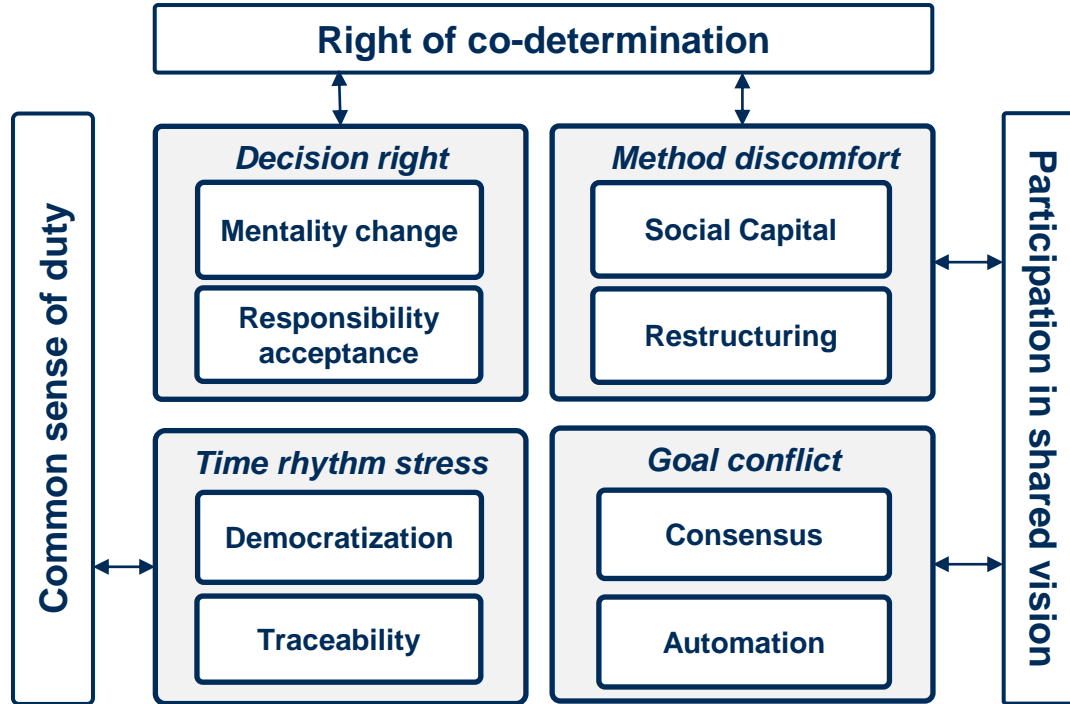 Right of co-determination
Common sense of duty
Decision right
Mentality change
Responsibility
acceptance
Method discomfort
Social Capital
Restructuring
Time rhythm stress
Democratization
Traceability
Goal conflict
Consensus
Automation
Participation in shared vision